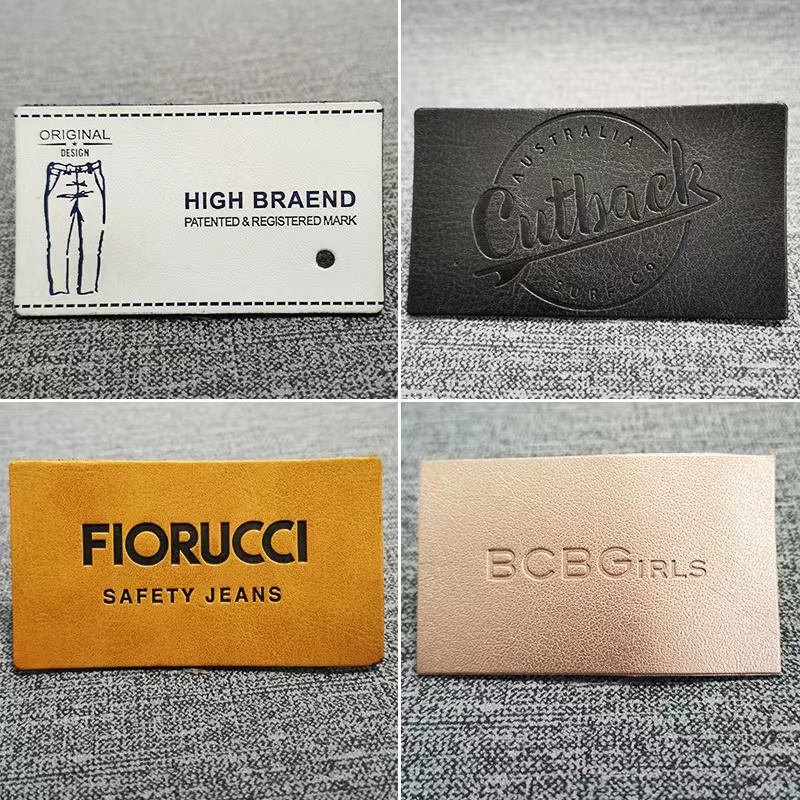 ORIGINAL
DESIGN
HIGH BRAEND
PATENTED & REGISTERED MARK
AUSTRALIA
Cutback
SURF CO.
FIORUCCI
SAFETY JEANS
BCBGIRLS